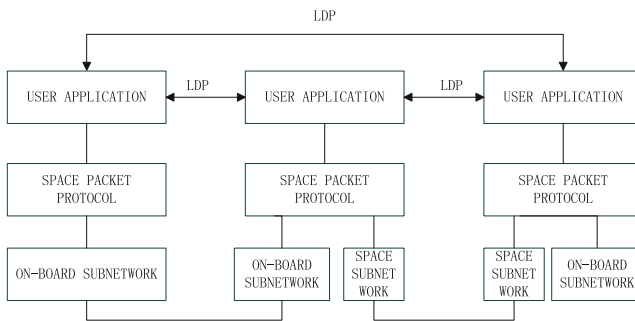 LDP
USER APPLICATION
LDP
USER APPLICATION
LDP
USER APPLICATION
SPACE PACKET
PROTOCOL
SPACE PACKET
PROTOCOL
SPACE PACKET
PROTOCOL
ON-BOARD SUBNETWORK
ON-BOARD
SUBNETWORK
SPACE
SUBNET
WORK
SPACE
SUBNET
WORK
ON-BOARD
SUBNETWORK